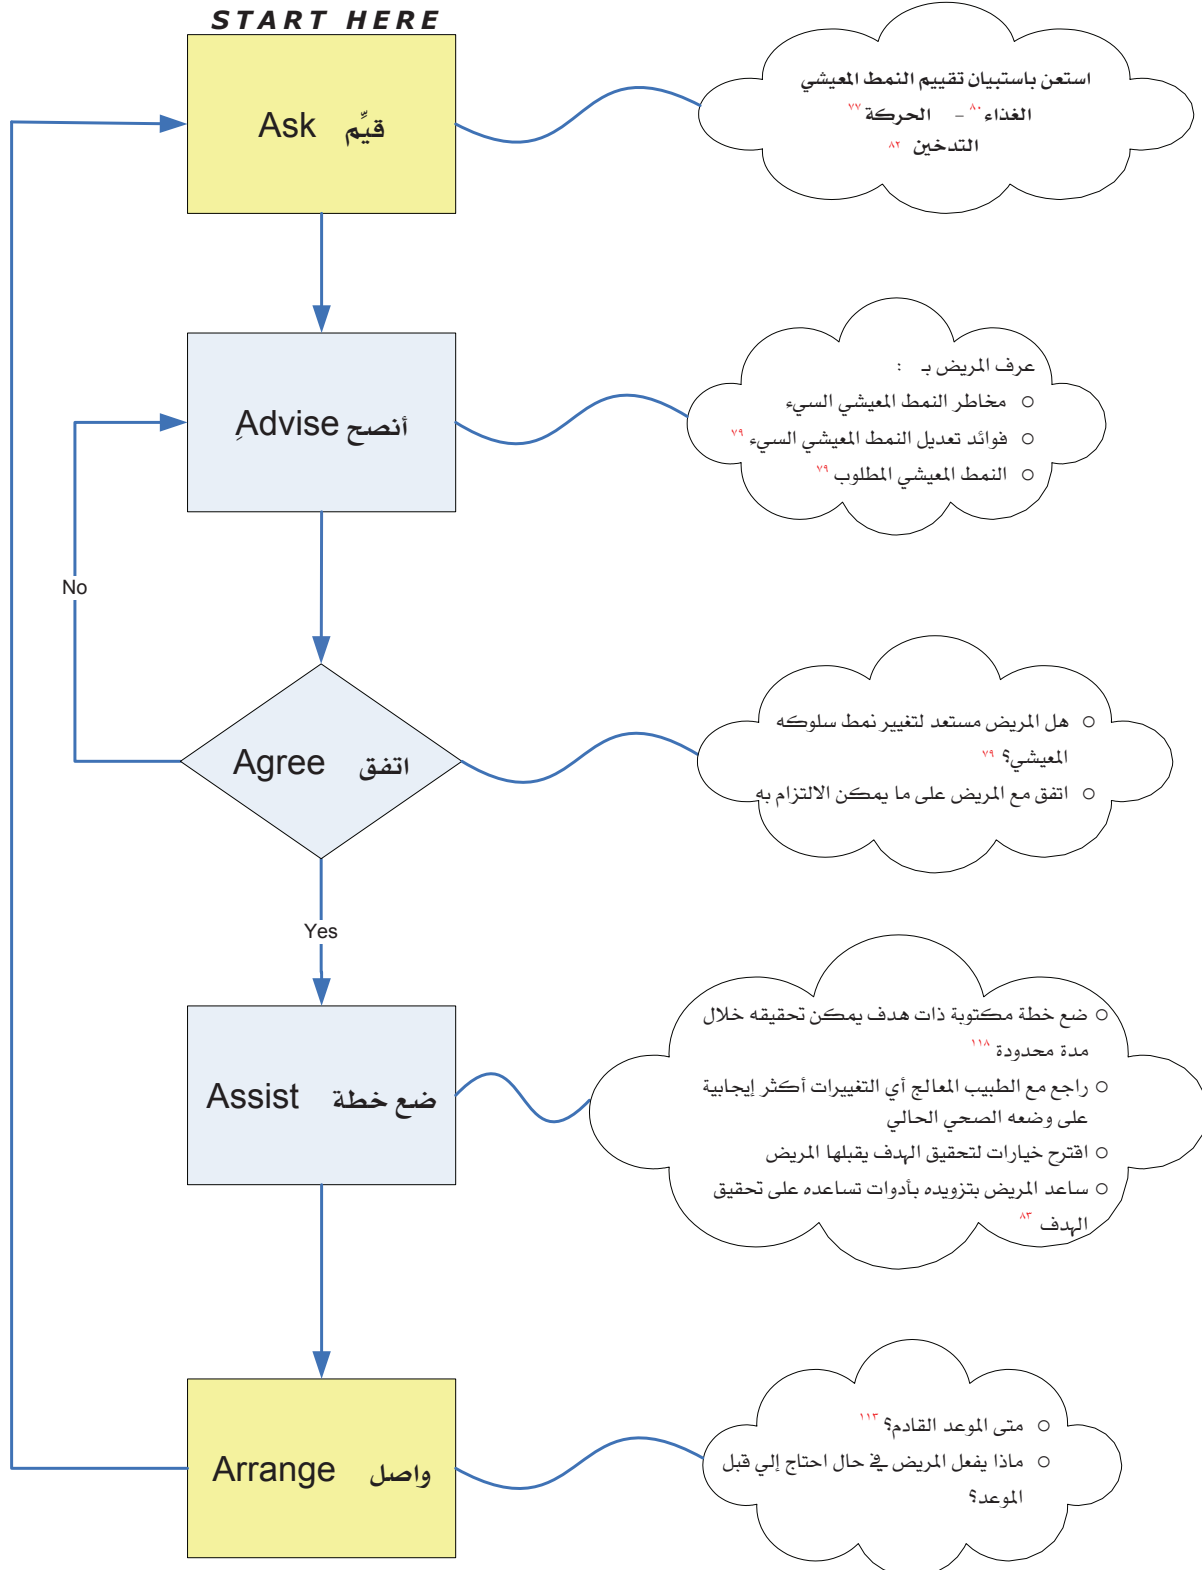 START HERE
Ask قيِّم
استعن باستبيان تقييم النمط المعيشي
الغذاء ٨٠ - الحركة ٧٧
التدخين ٨٢
أنصح Advise
عرف المريض بـ :
○ مخاطر النمط المعيشي السيء
○ فوائد تعديل النمط المعيشي السيء ٧٩
○ النمط المعيشي المطلوب ٧٩
No
Agree اتفق
○ هل المريض مستعد لتغيير نمط سلوكه
المعيشي؟ ٧٩
○ اتفق مع المريض على ما يمكن الالتزام به
Yes
Assist ضع خطة
○ ضع خطة مكتوبة ذات هدف يمكن تحقيقه خلال
مدة محدودة ١١٨
○ راجع مع الطبيب المعالج أي التغييرات أكثر إيجابية
على وضعه الصحي الحالي
○ اقترح خيارات لتحقيق الهدف يقبلها المريض
○ ساعد المريض بتزويده بأدوات تساعده على تحقيق
الهدف ٨٣
Arrange واصل
○ متى الموعد القادم؟ ١١٣
○ ماذا يفعل المريض في حال احتاج إلي قبل
الموعد؟